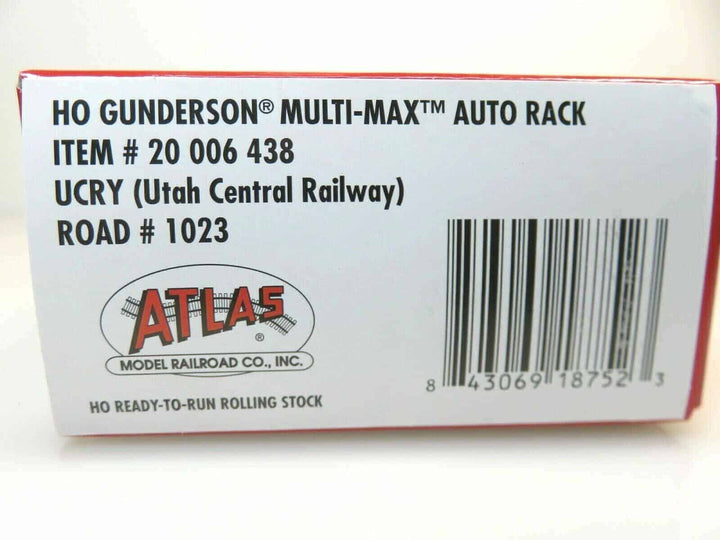 HO GUNDERSON® MULTI-MAX™ AUTO RACK
ITEM # 20 006 438
UCRY (Utah Central Railway)
ROAD # 1023
ATLAS®
MODEL RAILROAD CO., INC.
HO READY-TO-RUN ROLLING STOCK
8 43069 18752 3